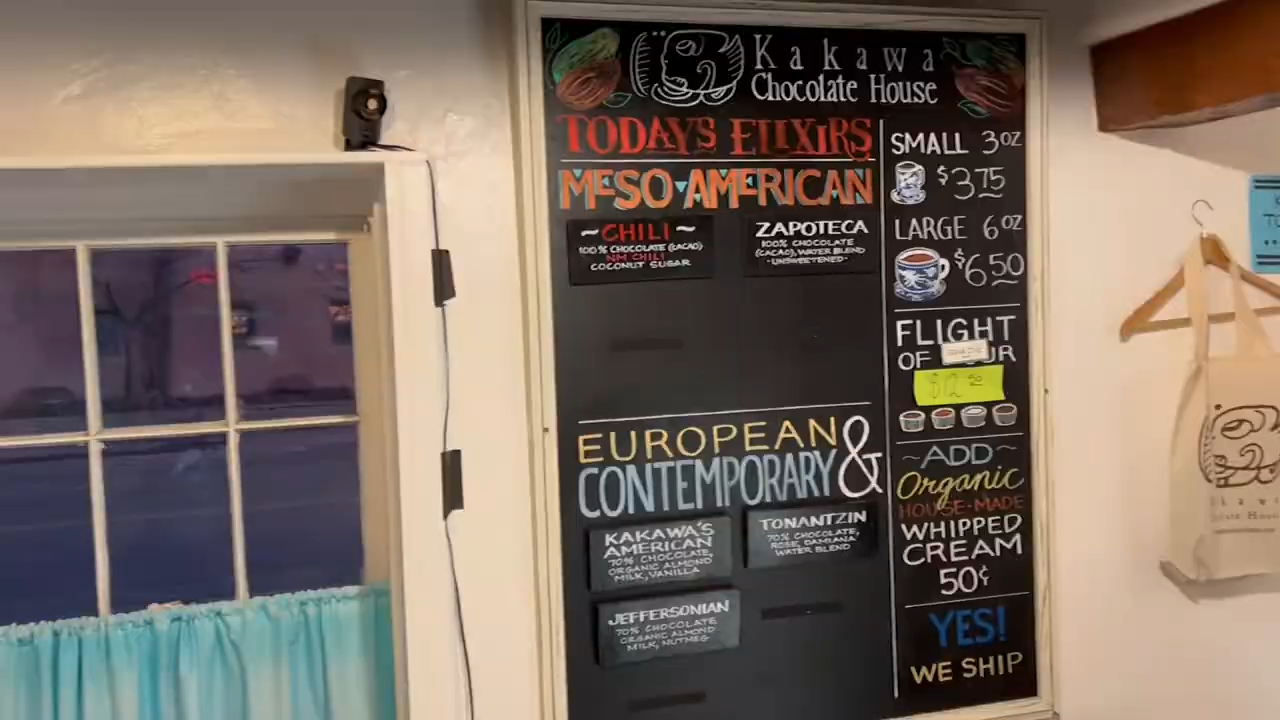 Kakawa
Chocolate House
TODAYS ELIXIRS
MESO-AMERICAN
~CHILI~
100% CHOCOLATE (CACAO)
NM CHILI
COCONUT SUGAR
ZAPOTECA
100% CHOCOLATE
(CACAO), WATER BLEND
-UNSWEETENED-
EUROPEAN &
CONTEMPORARY
KAKAWA'S
AMERICAN
70% CHOCOLATE,
ORGANIC ALMOND
MILK, VANILLA
TONANTZIN
70% CHOCOLATE,
ROSE, DAMIANA,
WATER BLEND
JEFFERSONIAN
70% CHOCOLATE
ORGANIC ALMOND
MILK, NUTMEG
SMALL 3OZ
$3.75
LARGE 6OZ
$6.50
FLIGHT
OF
$12.50
~ADD~
Organic
HOUSE-MADE
WHIPPED
CREAM
50¢
YES!
WE SHIP